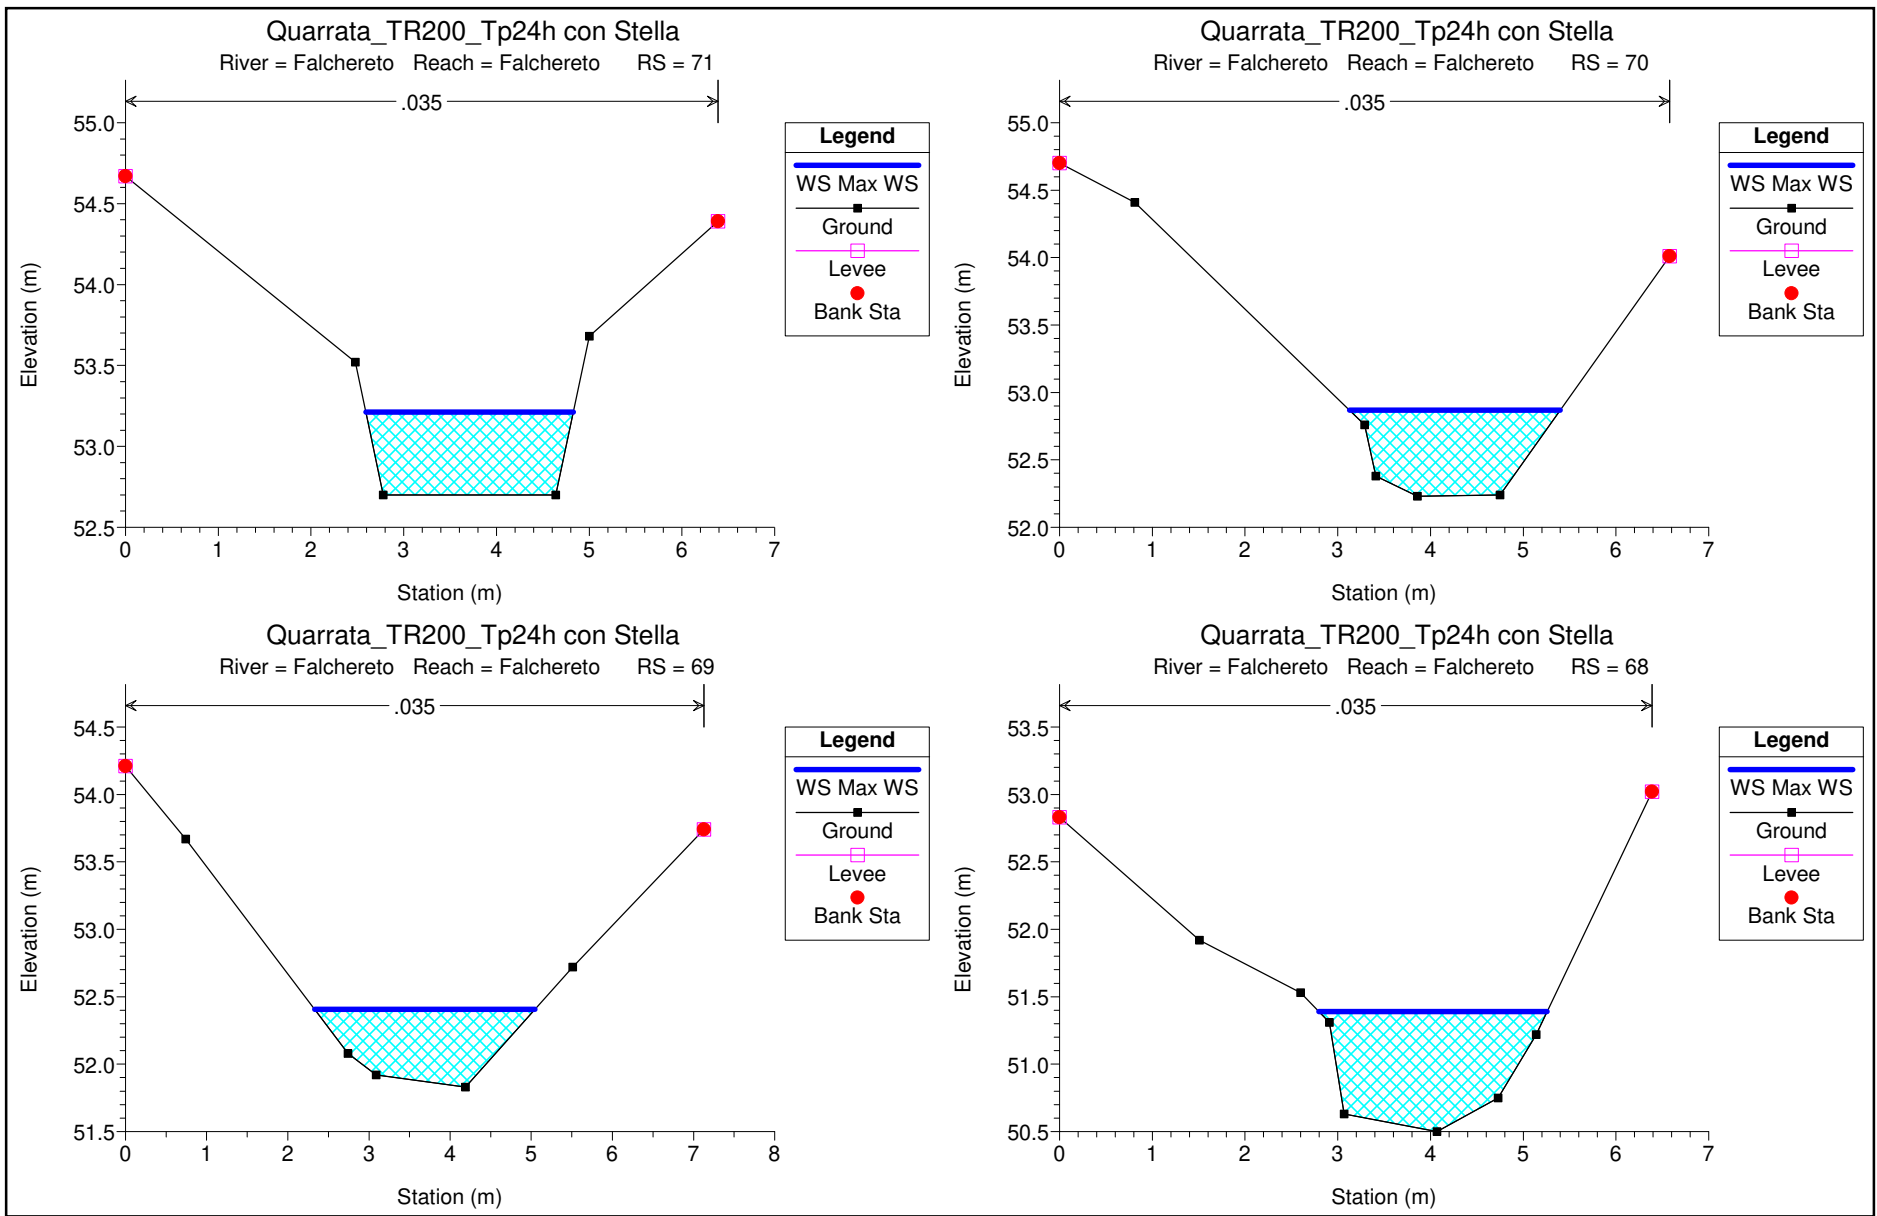 Quarrata_TR200_Tp24h con Stella
River = Falchereto Reach = Falchereto RS = 71
.035
55.0
54.5
54.0
53.5
53.0
52.5
Elevation (m)
0 1 2 3 4 5 6 7
Station (m)
Legend
WS Max WS
Ground
Levee
Bank Sta
Quarrata_TR200_Tp24h con Stella
River = Falchereto Reach = Falchereto RS = 70
.035
55.0
54.5
54.0
53.5
53.0
52.5
52.0
Elevation (m)
0 1 2 3 4 5 6 7
Station (m)
Legend
WS Max WS
Ground
Levee
Bank Sta
Quarrata_TR200_Tp24h con Stella
River = Falchereto Reach = Falchereto RS = 69
.035
54.5
54.0
53.5
53.0
52.5
52.0
51.5
Elevation (m)
0 1 2 3 4 5 6 7 8
Station (m)
Legend
WS Max WS
Ground
Levee
Bank Sta
Quarrata_TR200_Tp24h con Stella
River = Falchereto Reach = Falchereto RS = 68
.035
53.5
53.0
52.5
52.0
51.5
51.0
50.5
Elevation (m)
0 1 2 3 4 5 6 7
Station (m)
Legend
WS Max WS
Ground
Levee
Bank Sta